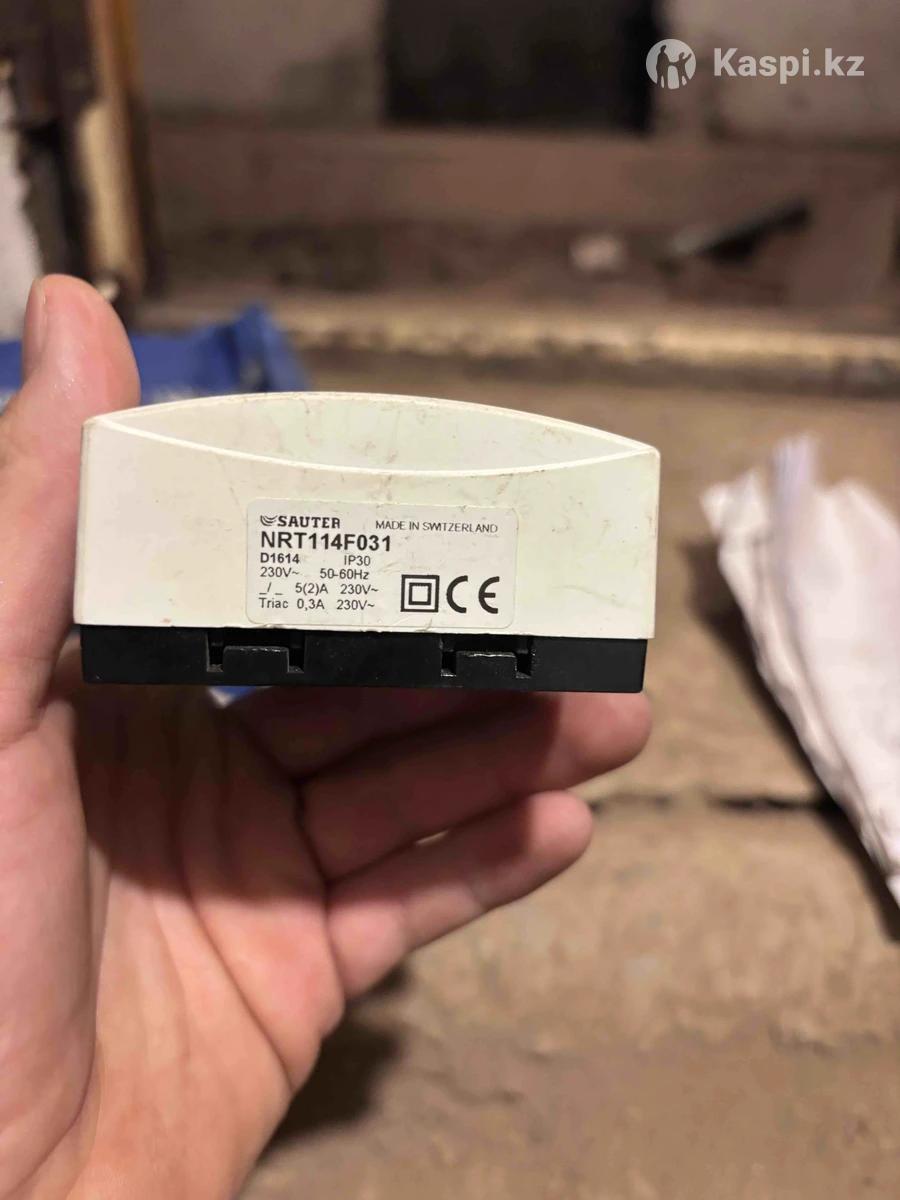 Kaspi.kz
SAUTER MADE IN SWITZERLAND
NRT114F031
D1614 IP30
230V~ 50-60Hz
_/_ 5(2)A 230V~
Triac 0,3A 230V~
CE